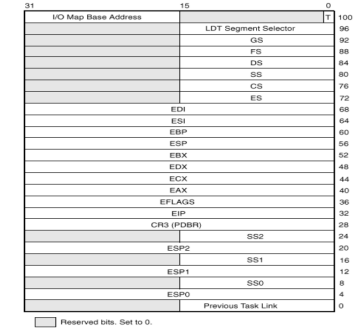 31 15 0
I/O Map Base Address T 100
LDT Segment Selector 96
GS 92
FS 88
DS 84
SS 80
CS 76
ES 72
EDI 68
ESI 64
EBP 60
ESP 56
EBX 52
EDX 48
ECX 44
EAX 40
EFLAGS 36
EIP 32
CR3 (PDBR) 28
SS2 24
ESP2 20
SS1 16
ESP1 12
SS0 8
ESP0 4
Previous Task Link 0
Reserved bits. Set to 0.